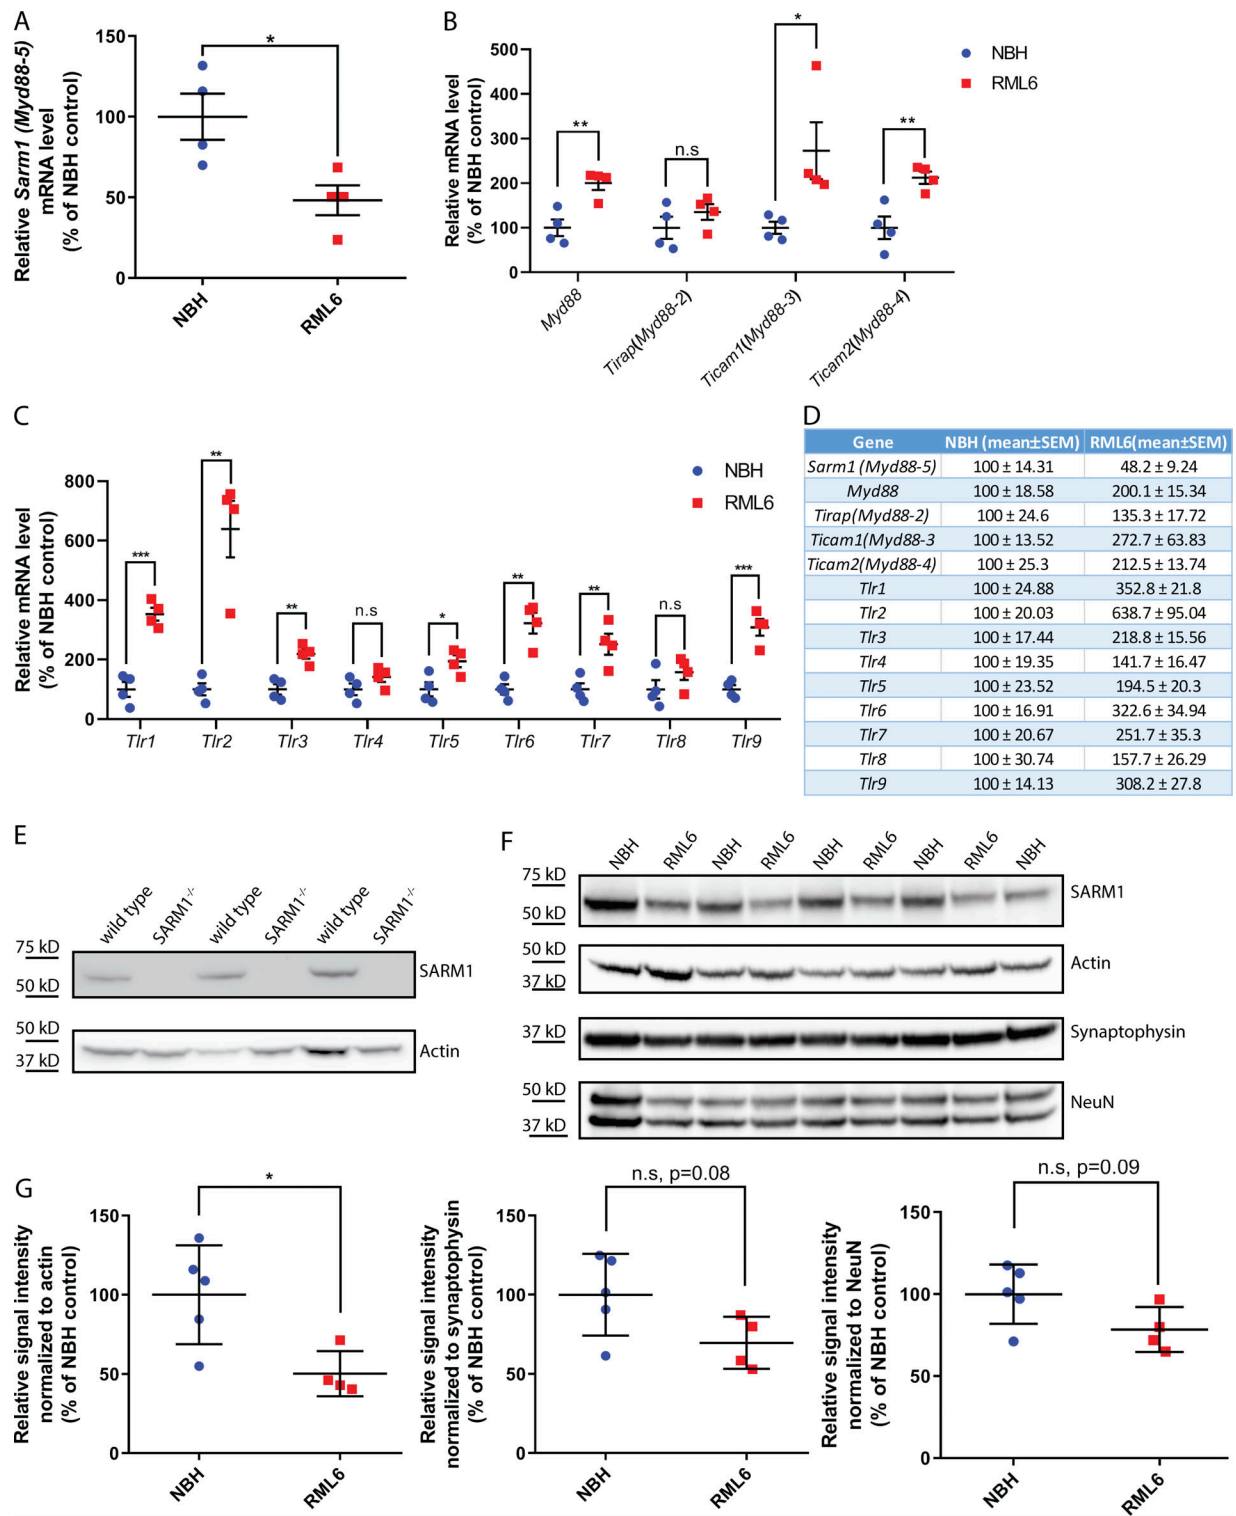 A
Relative Sarm1 (Myd88-5)
mRNA level
(% of NBH control)
150
100
50
0
*
NBH
RML6
B
Relative mRNA level
(% of NBH control)
500
400
300
200
100
0
**
n.s
*
**
NBH
RML6
Myd88
Tirap(Myd88-2)
Ticam1(Myd88-3)
Ticam2(Myd88-4)
C
Relative mRNA level
(% of NBH control)
800
600
400
200
0
***
**
**
n.s
*
**
**
n.s
***
NBH
RML6
Tlr1 Tlr2 Tlr3 Tlr4 Tlr5 Tlr6 Tlr7 Tlr8 Tlr9
D
Gene NBH (mean±SEM) RML6(mean±SEM)
Sarm1 (Myd88-5) 100 ± 14.31 48.2 ± 9.24
Myd88 100 ± 18.58 200.1 ± 15.34
Tirap(Myd88-2) 100 ± 24.6 135.3 ± 17.72
Ticam1(Myd88-3 100 ± 13.52 272.7 ± 63.83
Ticam2(Myd88-4) 100 ± 25.3 212.5 ± 13.74
Tlr1 100 ± 24.88 352.8 ± 21.8
Tlr2 100 ± 20.03 638.7 ± 95.04
Tlr3 100 ± 17.44 218.8 ± 15.56
Tlr4 100 ± 19.35 141.7 ± 16.47
Tlr5 100 ± 23.52 194.5 ± 20.3
Tlr6 100 ± 16.91 322.6 ± 34.94
Tlr7 100 ± 20.67 251.7 ± 35.3
Tlr8 100 ± 30.74 157.7 ± 26.29
Tlr9 100 ± 14.13 308.2 ± 27.8
E
wild type SARM1-/- wild type SARM1-/- wild type SARM1-/-
75 kD
50 kD
SARM1
50 kD
37 kD
Actin
F
NBH RML6 NBH RML6 NBH RML6 NBH RML6 NBH
75 kD
50 kD
SARM1
50 kD
37 kD
Actin
37 kD
Synaptophysin
50 kD
37 kD
NeuN
G
Relative signal intensity
normalized to actin
(% of NBH control)
150
100
50
0
*
NBH
RML6
Relative signal intensity
normalized to synaptophysin
(% of NBH control)
150
100
50
0
n.s, p=0.08
NBH
RML6
Relative signal intensity
normalized to NeuN
(% of NBH control)
150
100
50
0
n.s, p=0.09
NBH
RML6